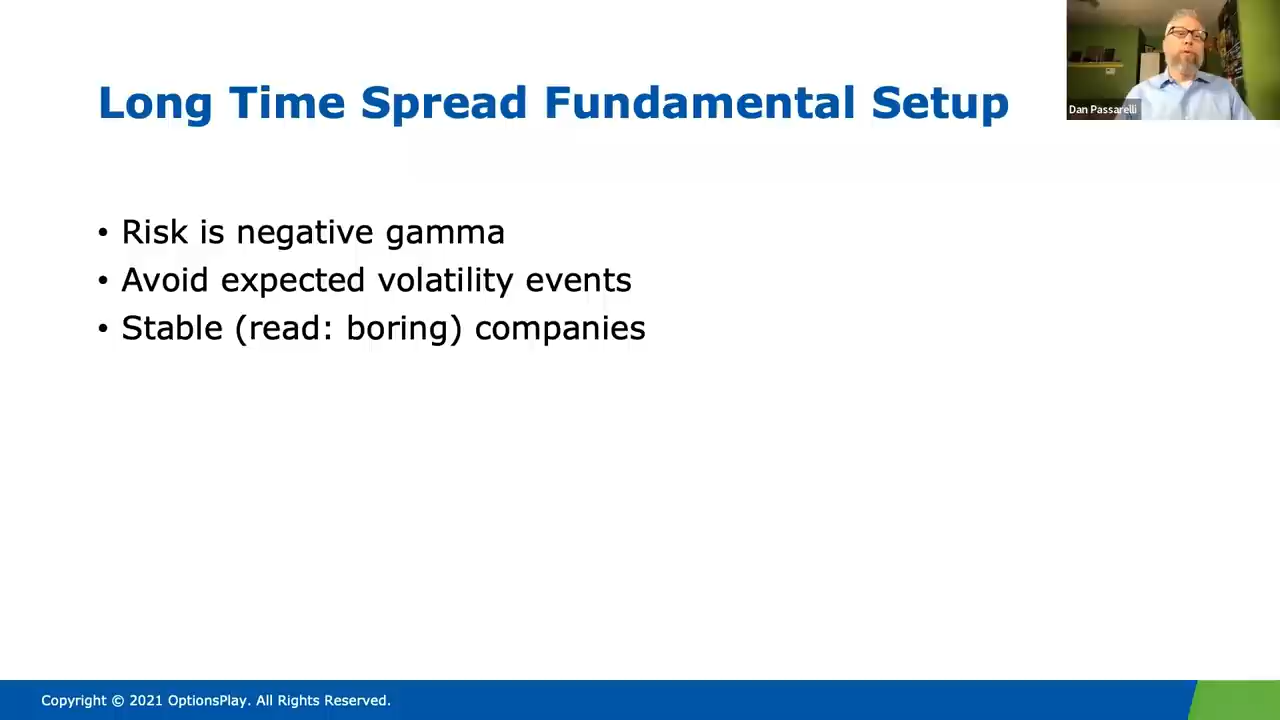 Long Time Spread Fundamental Setup
Dan Passarelli
• Risk is negative gamma
• Avoid expected volatility events
• Stable (read: boring) companies
Copyright © 2021 OptionsPlay. All Rights Reserved.